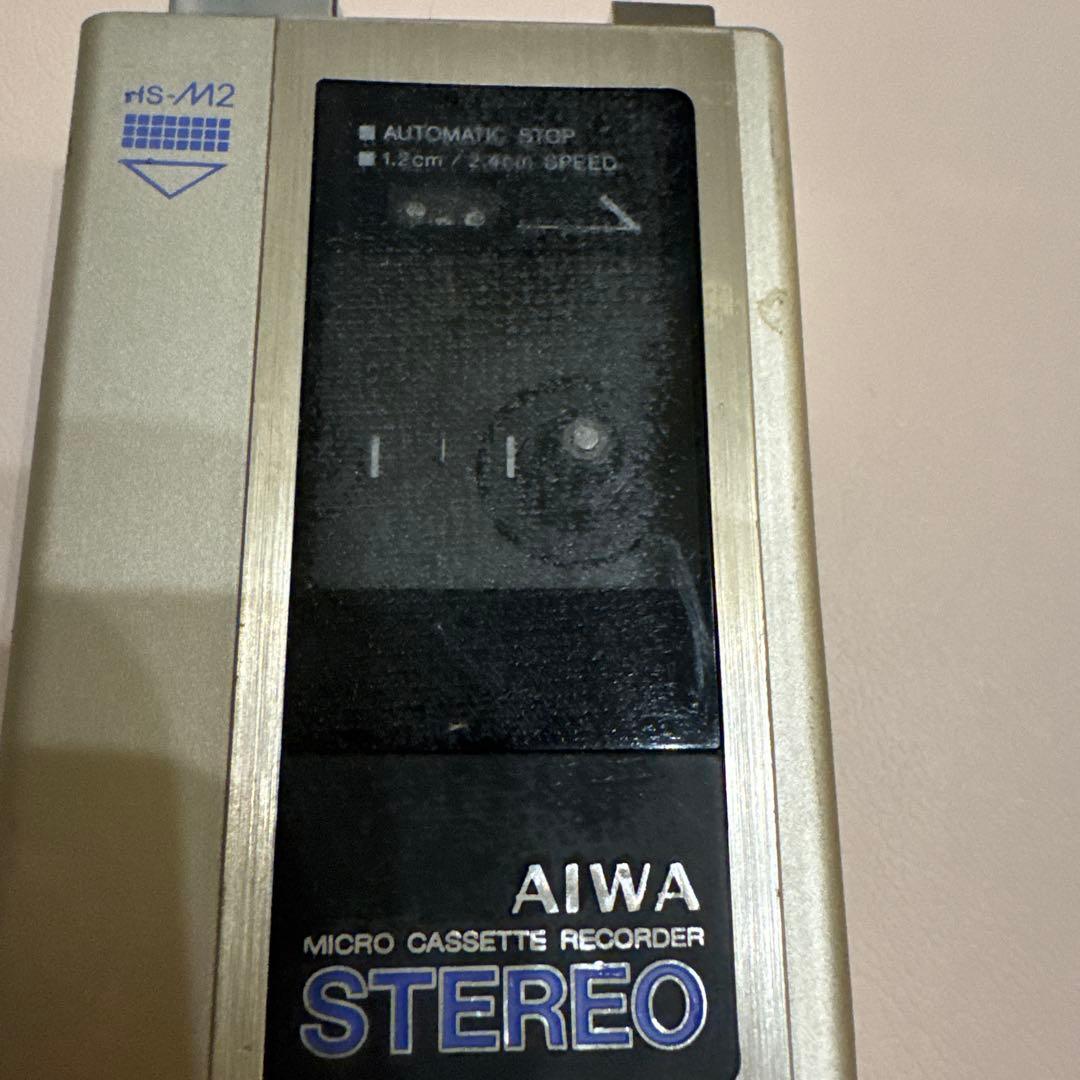 HS-M2
AUTOMATIC STOP
1.2cm / 2.4cm SPEED
AIWA
MICRO CASSETTE RECORDER
STEREO